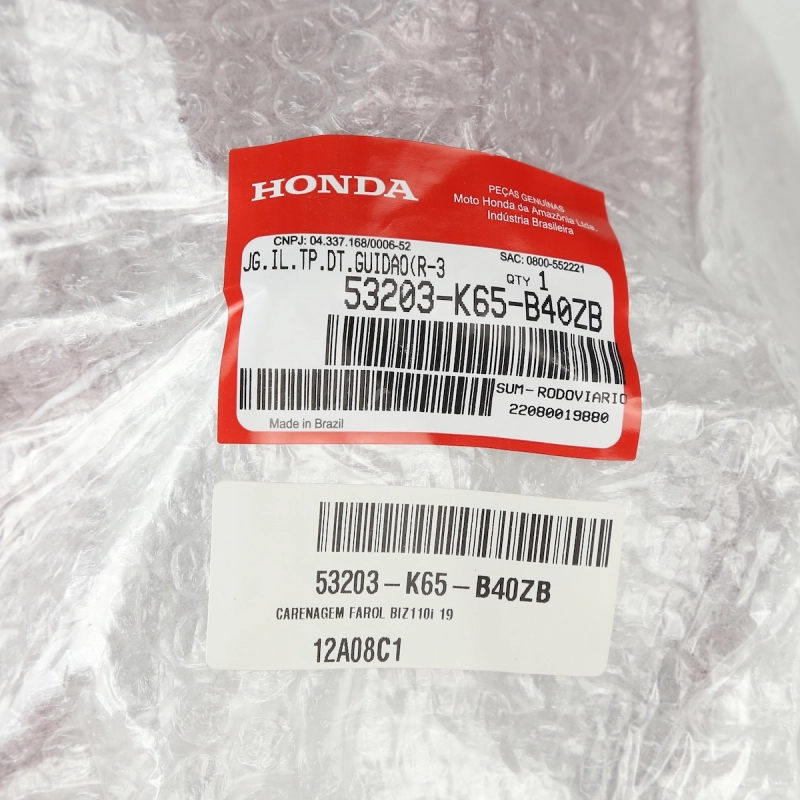 HONDA
PEÇAS GENUÍNAS
Moto Honda da Amazônia Ltda.
Indústria Brasileira
CNPJ: 04.337.168/0006-52
SAC: 0800-552221
JG.IL.TP.DT.GUIDAO(R-3
QTY 1
53203-K65-B40ZB
SUM-RODOVIARIO
22080019880
Made in Brazil
53203-K65-B40ZB
CARENAGEM FAROL BIZ110i 19
12A08C1